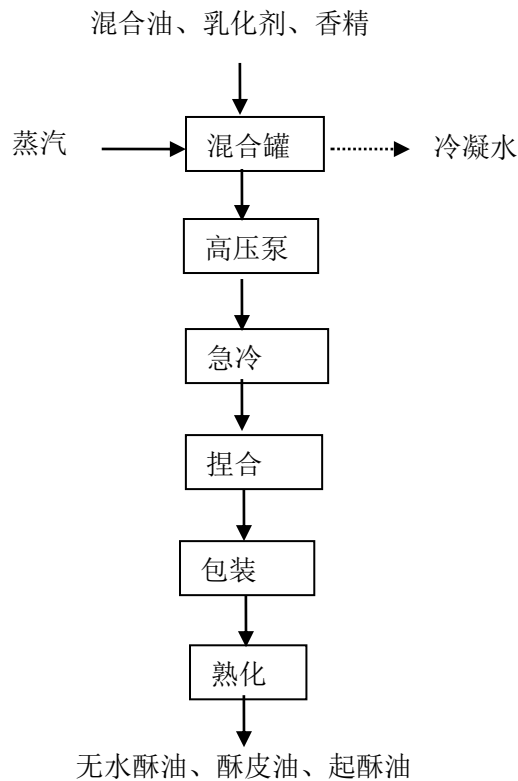 混合油、乳化剂、香精
蒸汽
混合罐
冷凝水
高压泵
急冷
捏合
包装
熟化
无水酥油、酥皮油、起酥油